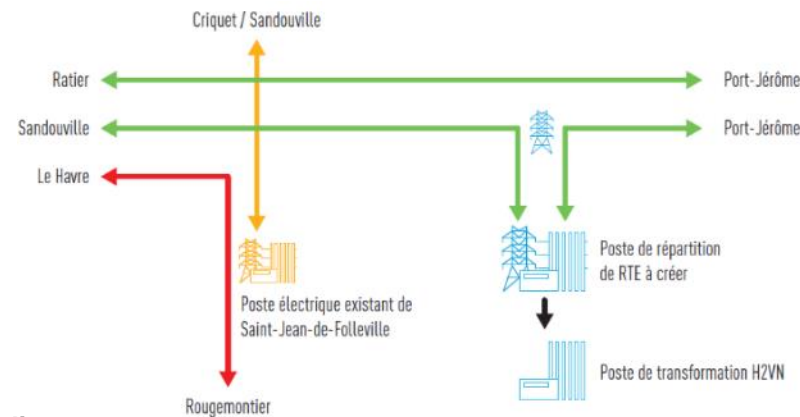 Criquet / Sandouville
Ratier
Port-Jérôme
Sandouville
Port-Jérôme
Le Havre
Poste de répartition
de RTE à créer
Poste électrique existant de
Saint-Jean-de-Folleville
Poste de transformation H2VN
Rougemontier